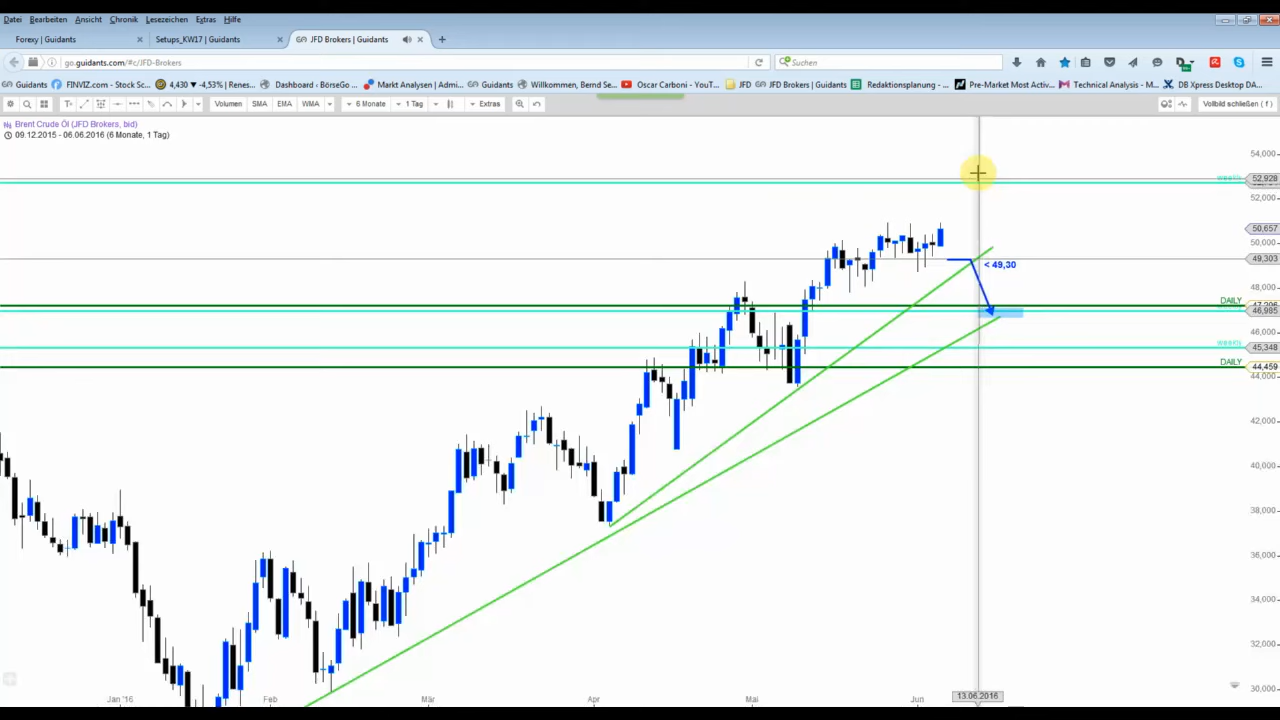 Datei Bearbeiten Ansicht Chronik Lesezeichen Extras Hilfe
Forexy | Guidants × Setups_KW17 | Guidants × JFD Brokers | Guidants × +
go.guidants.com/#c/JFD-Brokers Suchen
Guidants FINVIZ.com - Stock Sc... 4,430 ▼ -4,53% | Renes... Dashboard ‹ BörseGo ... Markt Analysen | Admi... Guidants Willkommen, Bernd Se... Oscar Carboni - YouTu... JFD JFD Brokers | Guidants Redaktionsplanung - ... Pre-Market Most Activ... Technical Analysis - M... DB Xpress Desktop DA...
Volumen SMA EMA WMA 6 Monate 1 Tag Extras Vollbild schließen ( f )
Brent Crude Öl (JFD Brokers, bid)
09.12.2015 - 06.06.2016 (6 Monate, 1 Tag)
54,000
weekly 52,928
52,000
50,657
50,000
49,303
< 49,30
48,000
DAILY
46,985
46,000
weekly 45,348
DAILY
44,459
44,000
42,000
40,000
38,000
36,000
34,000
32,000
30,000
Jan '16 Feb Mär Apr Mai Jun 13.06.2016